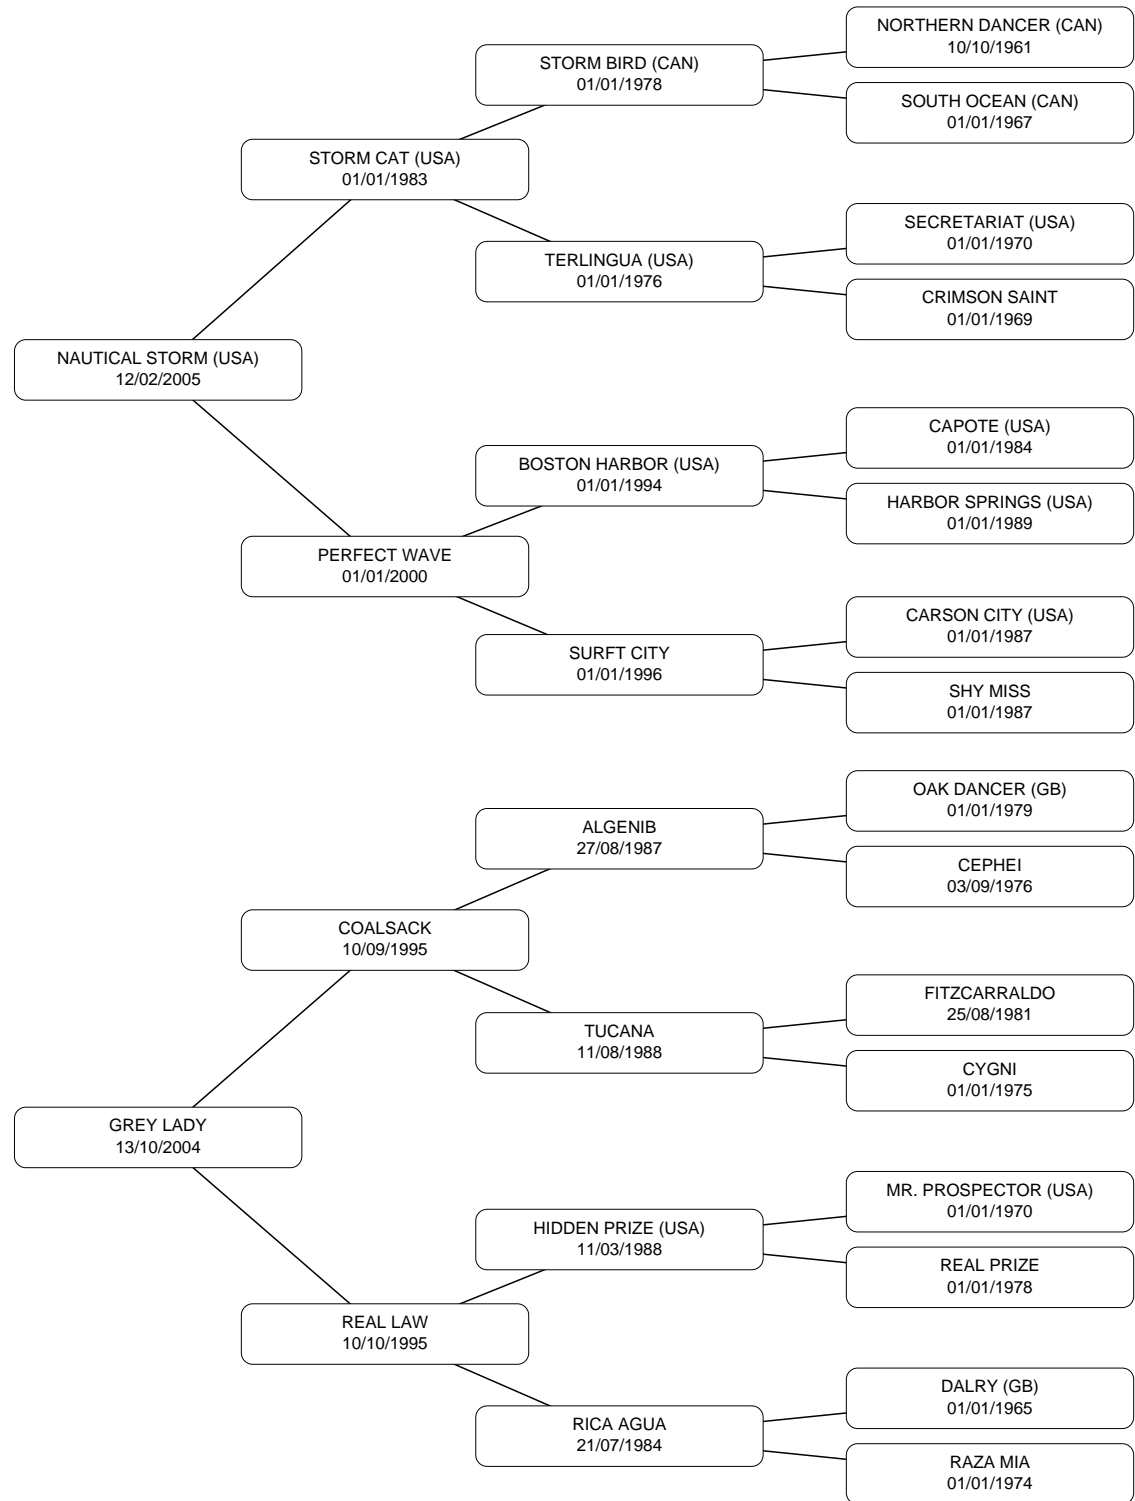 NORTHERN DANCER (CAN)
10/10/1961
STORM BIRD (CAN)
01/01/1978
SOUTH OCEAN (CAN)
01/01/1967
STORM CAT (USA)
01/01/1983
SECRETARIAT (USA)
01/01/1970
TERLINGUA (USA)
01/01/1976
CRIMSON SAINT
01/01/1969
NAUTICAL STORM (USA)
12/02/2005
CAPOTE (USA)
01/01/1984
BOSTON HARBOR (USA)
01/01/1994
HARBOR SPRINGS (USA)
01/01/1989
PERFECT WAVE
01/01/2000
CARSON CITY (USA)
01/01/1987
SURFT CITY
01/01/1996
SHY MISS
01/01/1987
OAK DANCER (GB)
01/01/1979
ALGENIB
27/08/1987
CEPHEI
03/09/1976
COALSACK
10/09/1995
FITZCARRALDO
25/08/1981
TUCANA
11/08/1988
CYGNI
01/01/1975
GREY LADY
13/10/2004
MR. PROSPECTOR (USA)
01/01/1970
HIDDEN PRIZE (USA)
11/03/1988
REAL PRIZE
01/01/1978
REAL LAW
10/10/1995
DALRY (GB)
01/01/1965
RICA AGUA
21/07/1984
RAZA MIA
01/01/1974